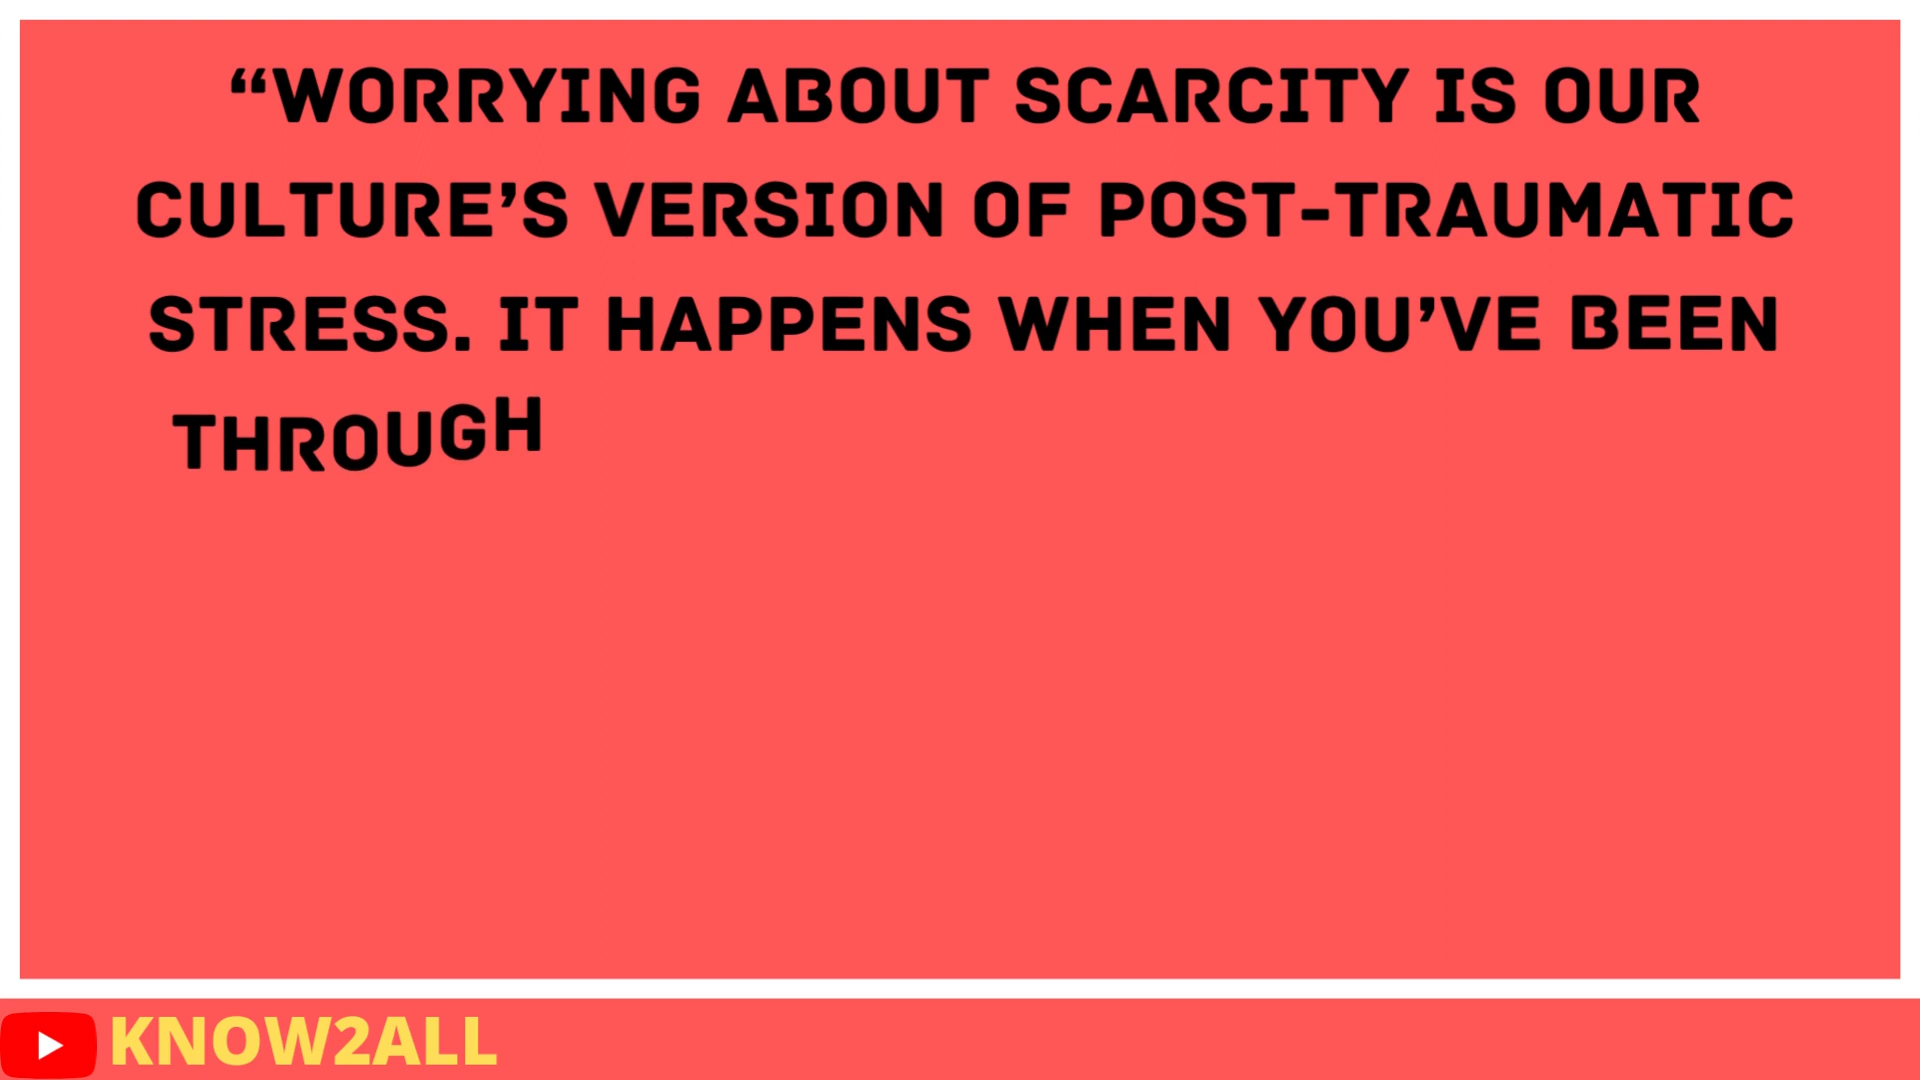 “WORRYING ABOUT SCARCITY IS OUR
CULTURE’S VERSION OF POST-TRAUMATIC
STRESS. IT HAPPENS WHEN YOU’VE BEEN
THROUGH
KNOW2ALL